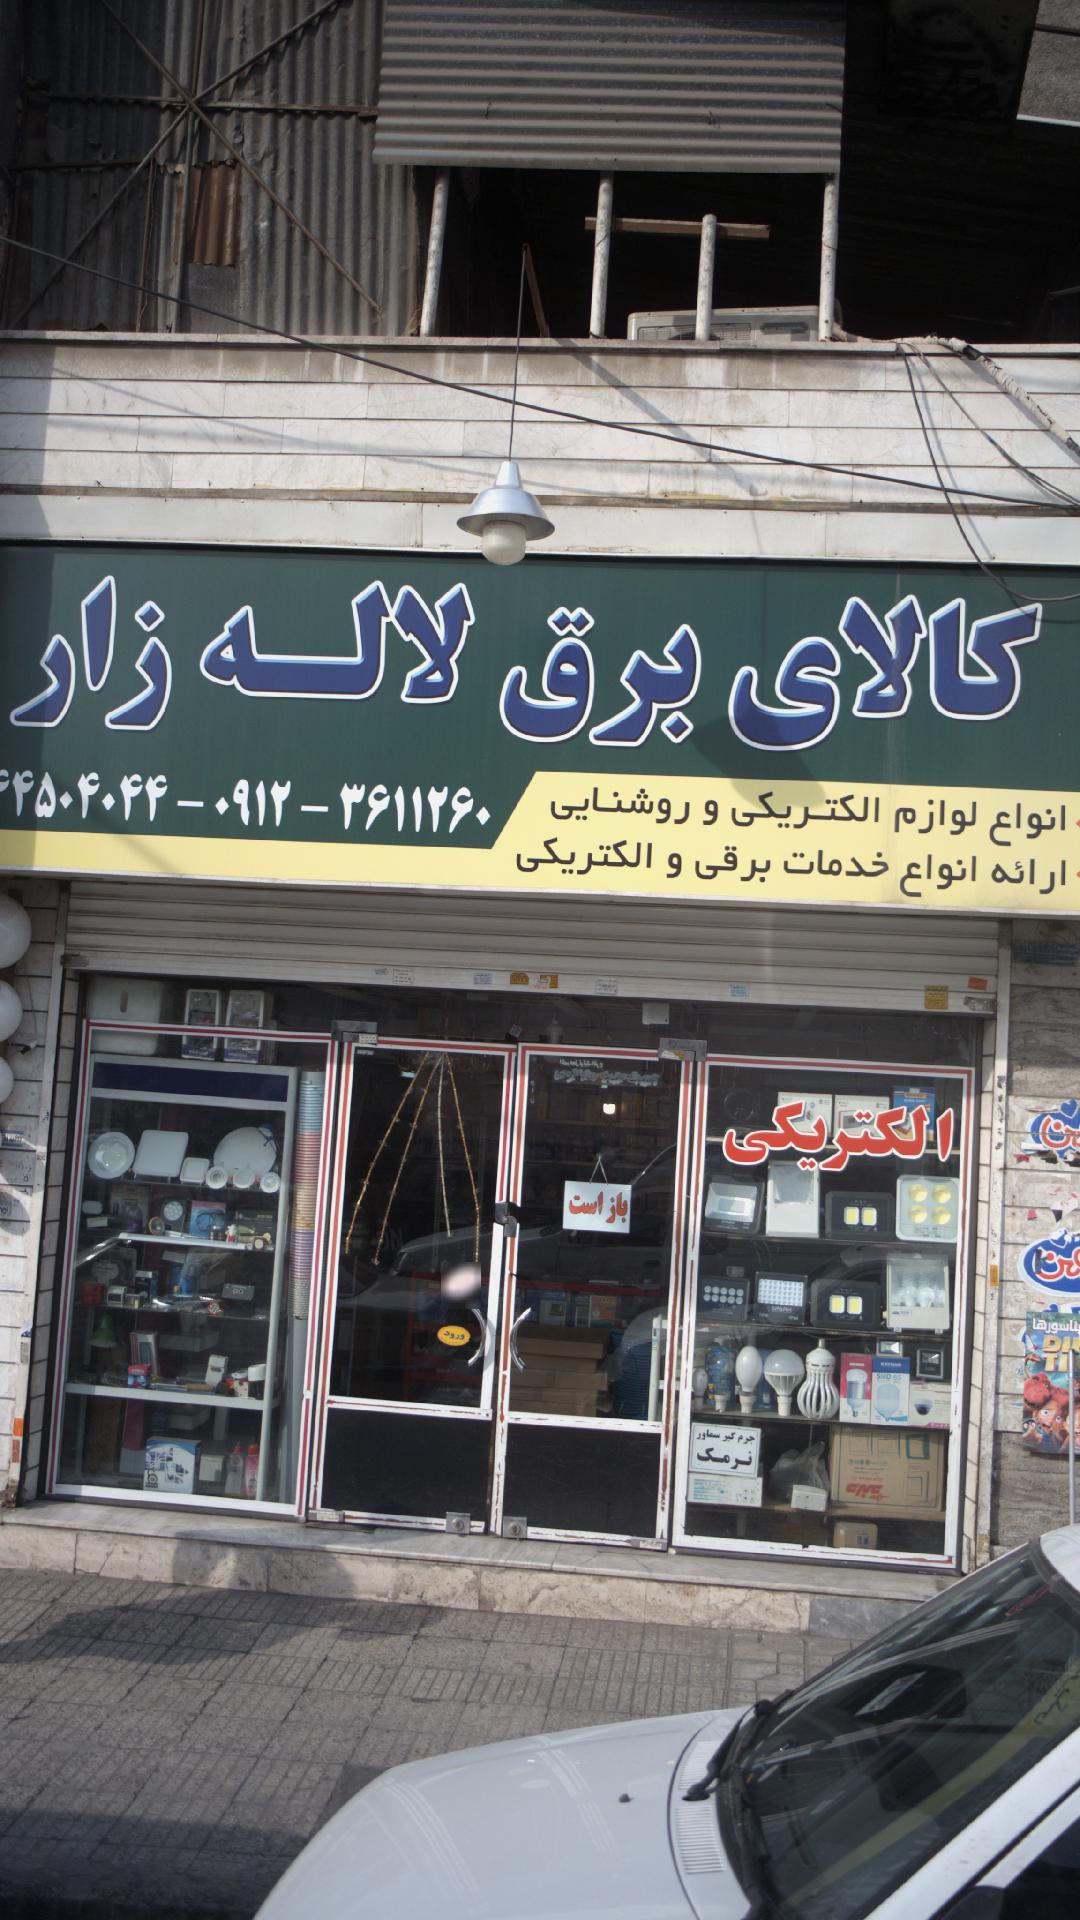 کالای برق لاله زار
انواع لوازم الکتریکی و روشنایی
ارائه انواع خدمات برقی و الکتریکی
۰۹۱۲ - ۳۶۱۱۲۶۰ - ۴۴۵۰۴۰۴۴
الکتریکی
باز است
ورود
جرم گیر سماور
نرمک